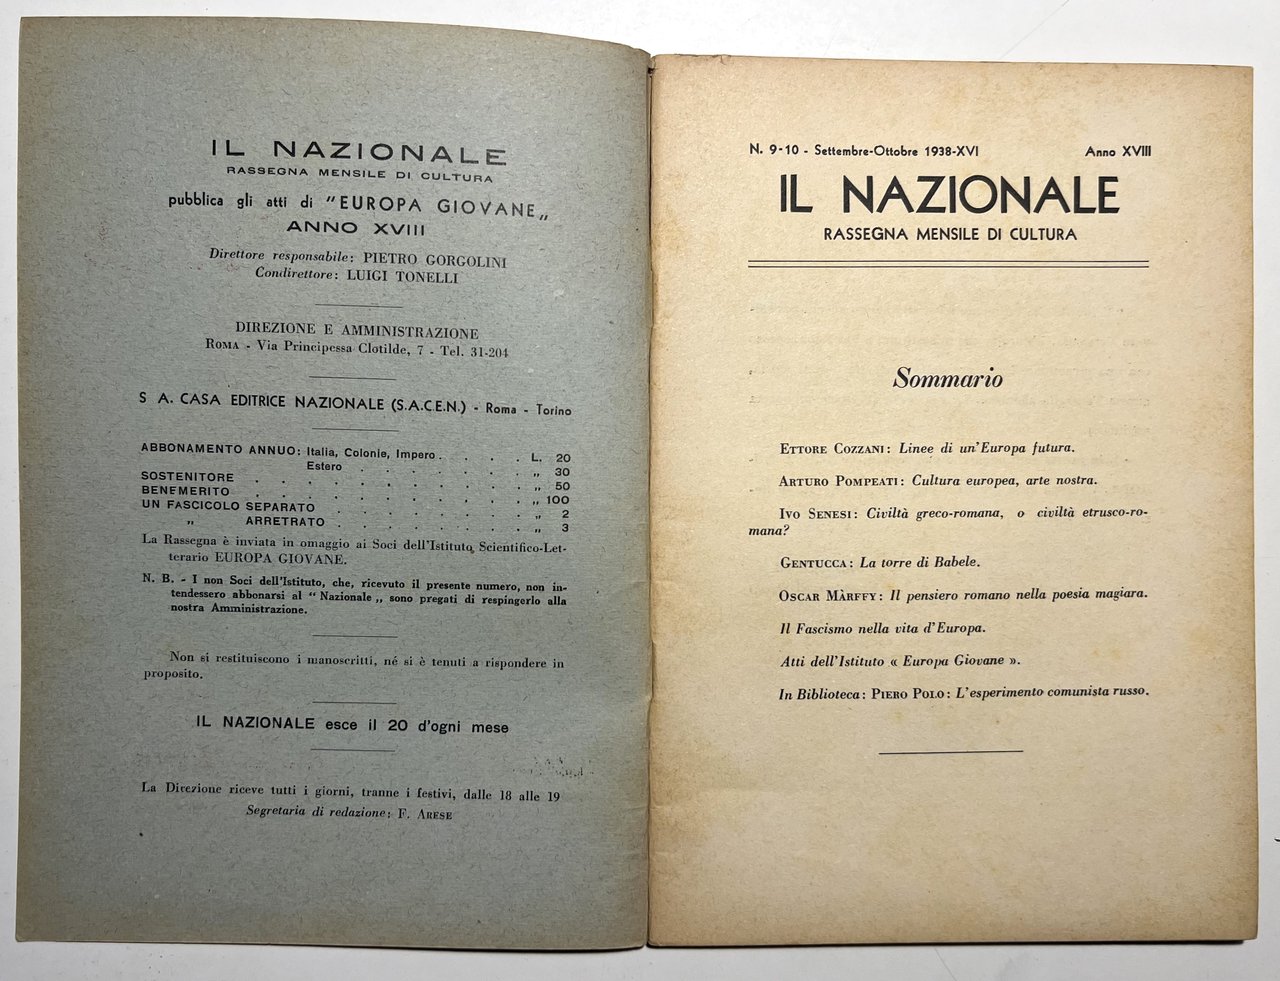 IL NAZIONALE
RASSEGNA MENSILE DI CULTURA
pubblica gli atti di "EUROPA GIOVANE„
ANNO XVIII
Direttore responsabile: PIETRO GORGOLINI
Condirettore: LUIGI TONELLI
DIREZIONE E AMMINISTRAZIONE
ROMA - Via Principessa Clotilde, 7 - Tel. 31-204
S A. CASA EDITRICE NAZIONALE (S.A.C.E.N.) - Roma - Torino
ABBONAMENTO ANNUO: Italia, Colonie, Impero . . . . L. 20
Estero . . . . . . . „ 30
SOSTENITORE . . . . . . . . . . . „ 50
BENEMERITO . . . . . . . . . . . „ 100
UN FASCICOLO SEPARATO . . . . . . . . „ 2
„ ARRETRATO . . . . . . . . „ 3
La Rassegna è inviata in omaggio ai Soci dell'Istituto Scientifico-Let-
terario EUROPA GIOVANE.
N. B. - I non Soci dell'Istituto, che, ricevuto il presente numero, non in-
tendessero abbonarsi al " Nazionale „ sono pregati di respingerlo alla
nostra Amministrazione.
Non si restituiscono i manoscritti, né si è tenuti a rispondere in
proposito.
IL NAZIONALE esce il 20 d'ogni mese
La Direzione riceve tutti i giorni, tranne i festivi, dalle 18 alle 19
Segretaria di redazione: F. ARESE
N. 9-10 - Settembre-Ottobre 1938-XVI Anno XVIII
IL NAZIONALE
RASSEGNA MENSILE DI CULTURA
Sommario
ETTORE COZZANI: Linee di un'Europa futura.
ARTURO POMPEATI: Cultura europea, arte nostra.
IVO SENESI: Civiltà greco-romana, o civiltà etrusco-ro-
mana?
GENTUCCA: La torre di Babele.
OSCAR MÀRFFY: Il pensiero romano nella poesia magiara.
Il Fascismo nella vita d'Europa.
Atti dell'Istituto « Europa Giovane ».
In Biblioteca: PIERO POLO: L'esperimento comunista russo.